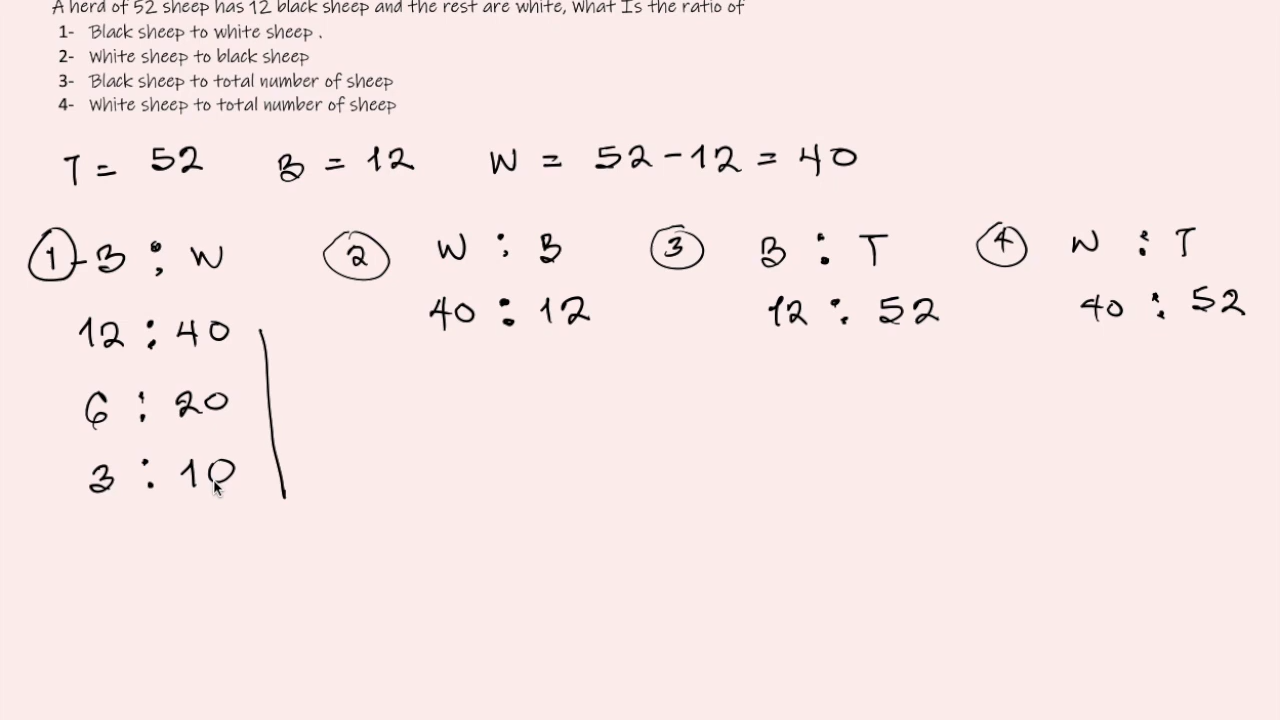 A herd of 52 sheep has 12 black sheep and the rest are white, What Is the ratio of
1- Black sheep to white sheep .
2- White sheep to black sheep
3- Black sheep to total number of sheep
4- White sheep to total number of sheep
T = 52 B = 12 W = 52 - 12 = 40
1- B : W 2 W : B 3 B : T 4 W : T
12 : 40 40 : 12 12 : 52 40 : 52
6 : 20
3 : 10